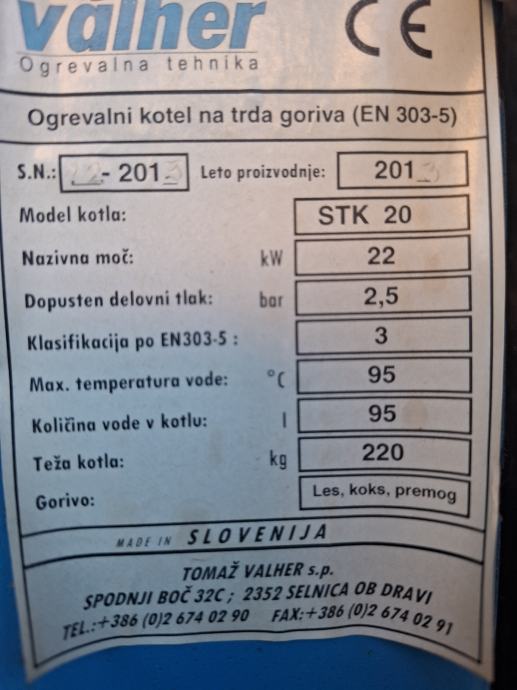 valher
Ogrevalna tehnika
CE
Ogrevalni kotel na trda goriva (EN 303-5)
S.N.: - 2013 Leto proizvodnje: 2013
Model kotla: STK 20
Nazivna moč: kW 22
Dopusten delovni tlak: bar 2,5
Klasifikacija po EN303-5 : 3
Max. temperatura vode: °C 95
Količina vode v kotlu: l 95
Teža kotla: kg 220
Gorivo: Les, koks, premog
MADE IN SLOVENIJA
TOMAŽ VALHER s.p.
SPODNJI BOČ 32C ; 2352 SELNICA OB DRAVI
TEL.:+386 (0)2 674 02 90 FAX:+386 (0)2 674 02 91